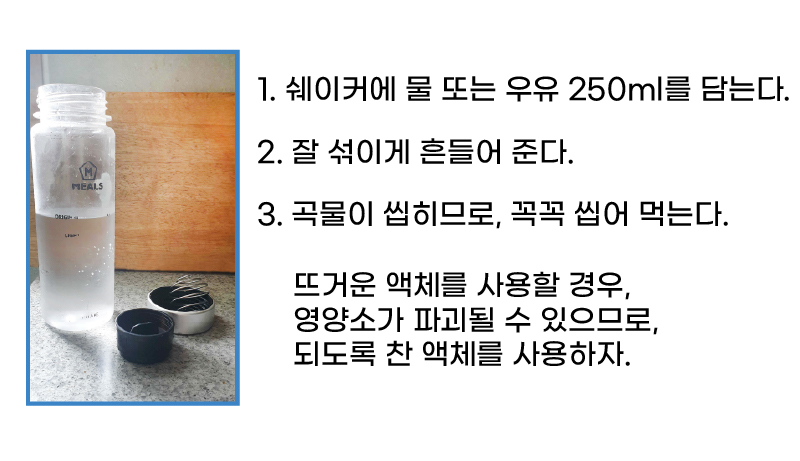 1. 쉐이커에 물 또는 우유 250ml를 담는다.
2. 잘 섞이게 흔들어 준다.
3. 곡물이 씹히므로, 꼭꼭 씹어 먹는다.
뜨거운 액체를 사용할 경우,
영양소가 파괴될 수 있으므로,
되도록 찬 액체를 사용하자.
M
MEALS
ORIGIN
LIGHT